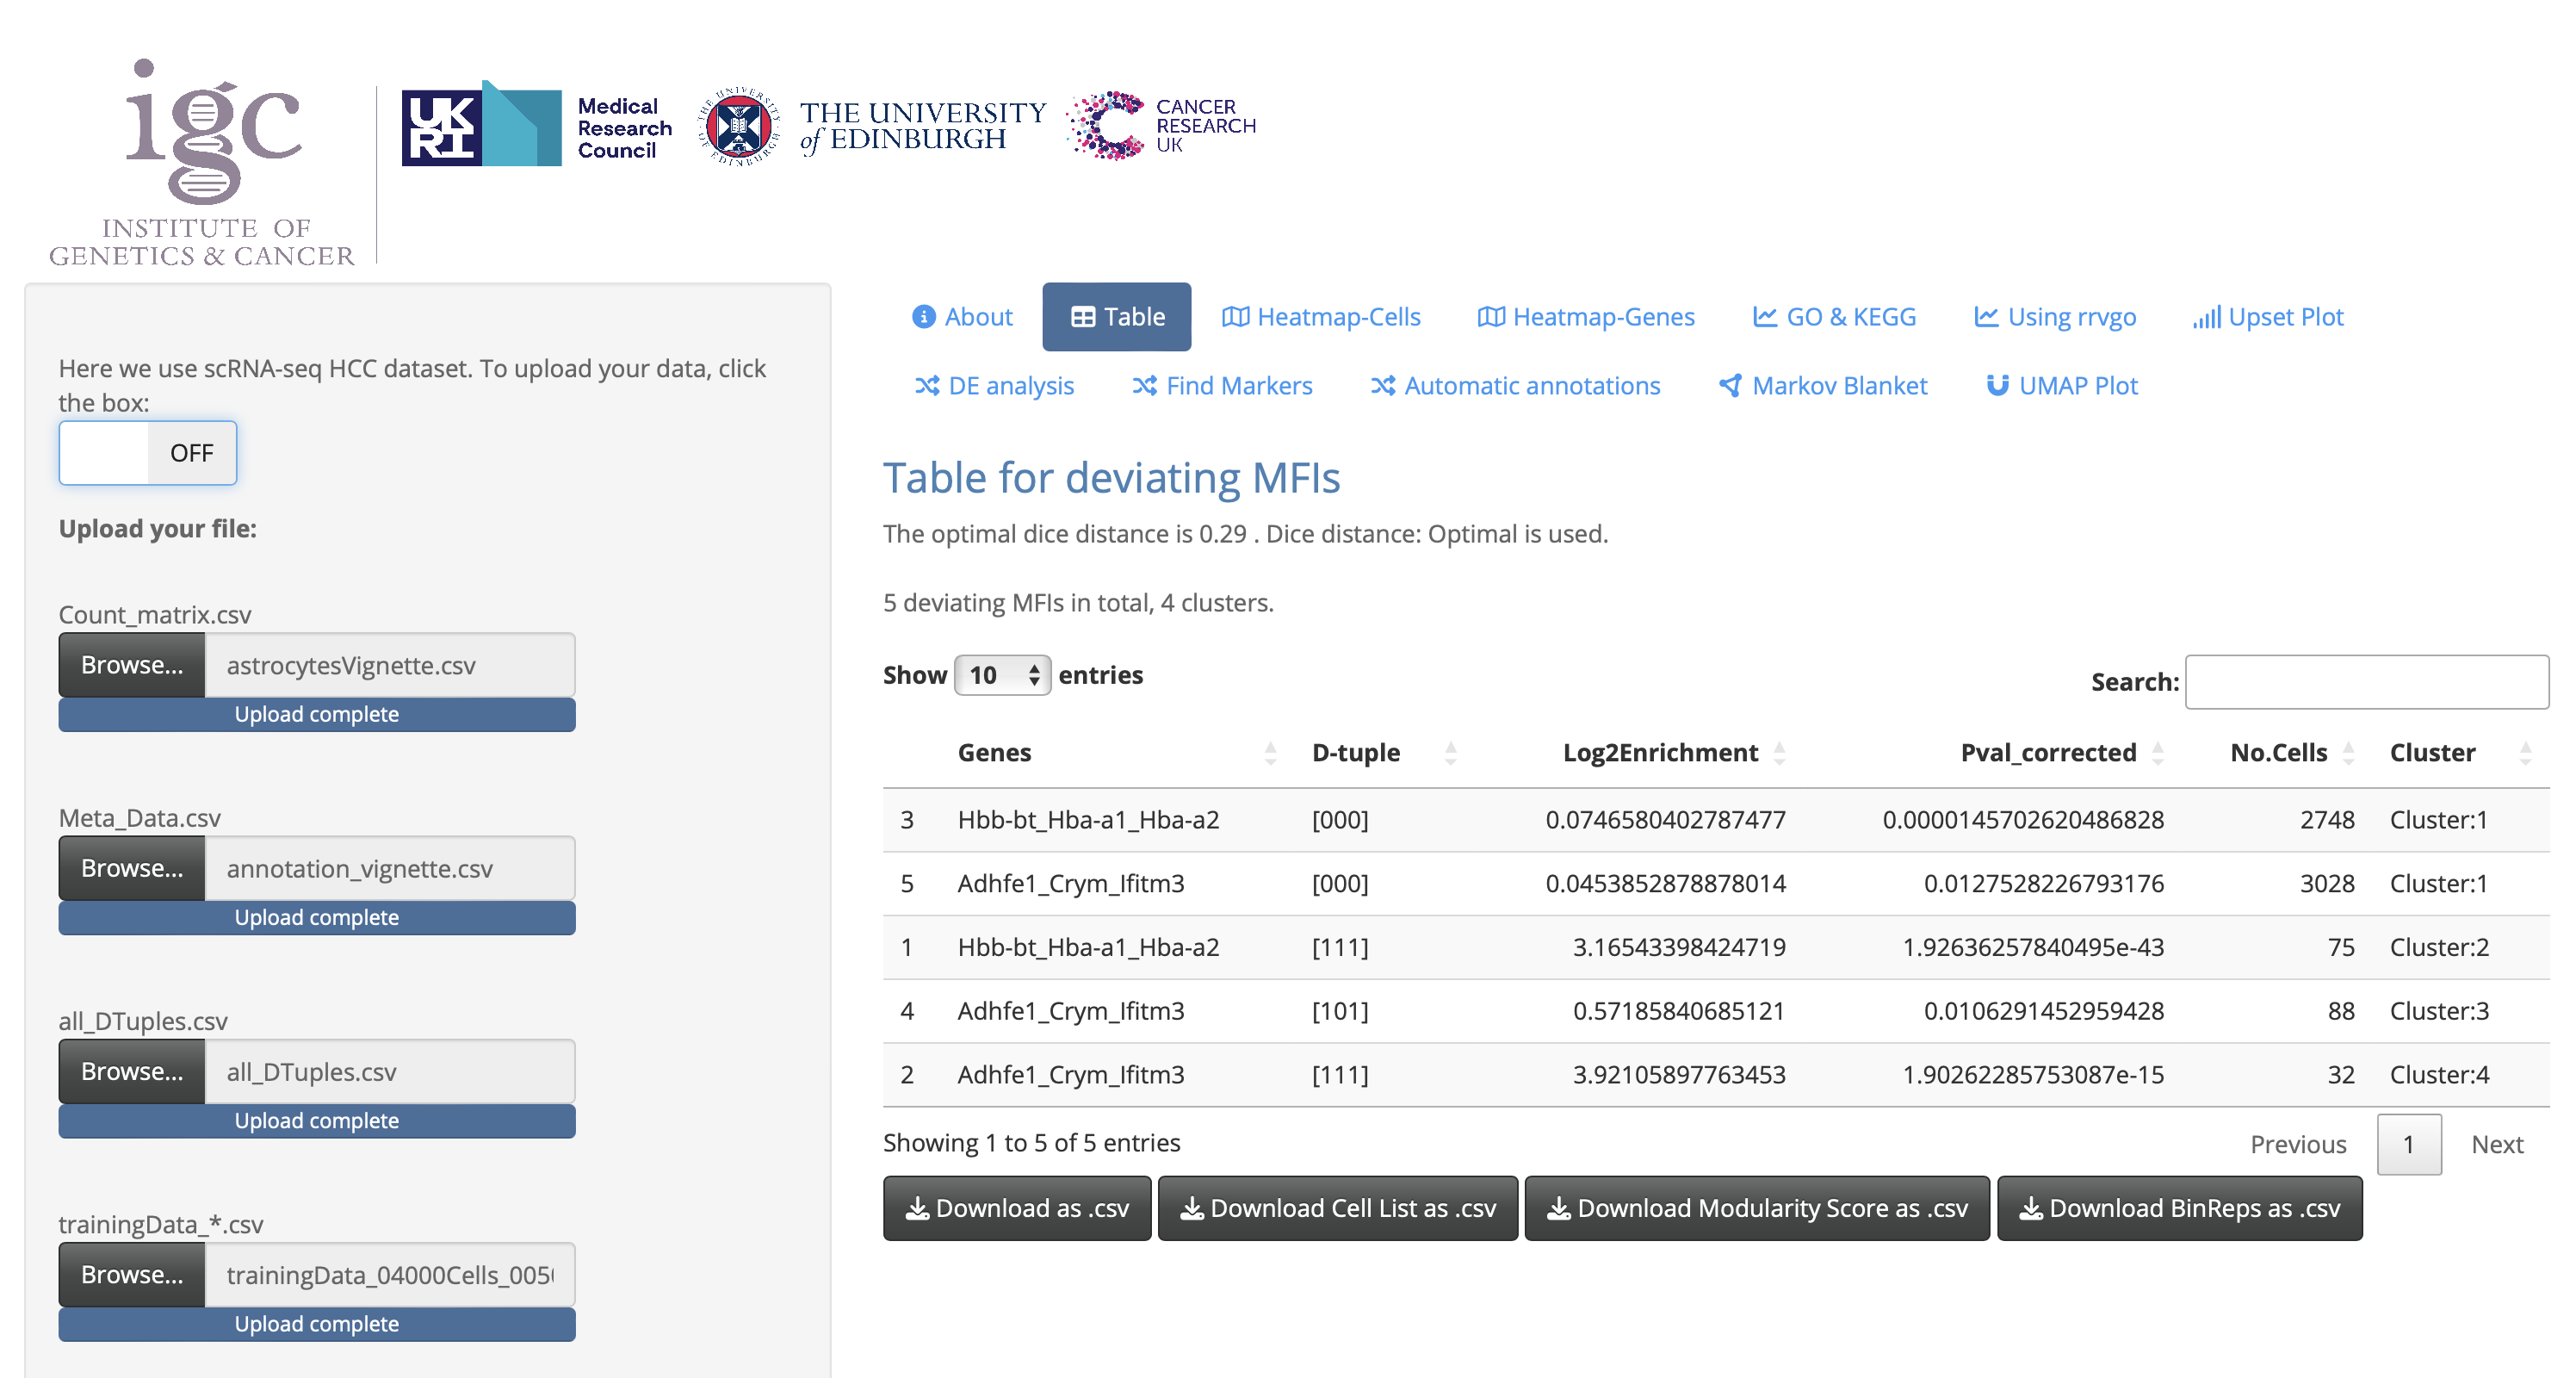 igc
INSTITUTE OF
GENETICS & CANCER
UK
RI
Medical
Research
Council
THE UNIVERSITY OF EDINBURGH
THE UNIVERSITY
of EDINBURGH
CANCER
RESEARCH
UK
Here we use scRNA-seq HCC dataset. To upload your data, click
the box:
OFF
Upload your file:
Count_matrix.csv
Browse... astrocytesVignette.csv
Upload complete
Meta_Data.csv
Browse... annotation_vignette.csv
Upload complete
all_DTuples.csv
Browse... all_DTuples.csv
Upload complete
trainingData_*.csv
Browse... trainingData_04000Cells_005
Upload complete
About Table Heatmap-Cells Heatmap-Genes GO & KEGG Using rrvgo Upset Plot
DE analysis Find Markers Automatic annotations Markov Blanket UMAP Plot
Table for deviating MFIs
The optimal dice distance is 0.29 . Dice distance: Optimal is used.
5 deviating MFIs in total, 4 clusters.
Show 10 entries Search:
Genes D-tuple Log2Enrichment Pval_corrected No.Cells Cluster
3 Hbb-bt_Hba-a1_Hba-a2 [000] 0.0746580402787477 0.0000145702620486828 2748 Cluster:1
5 Adhfe1_Crym_Ifitm3 [000] 0.0453852878878014 0.0127528226793176 3028 Cluster:1
1 Hbb-bt_Hba-a1_Hba-a2 [111] 3.16543398424719 1.92636257840495e-43 75 Cluster:2
4 Adhfe1_Crym_Ifitm3 [101] 0.57185840685121 0.0106291452959428 88 Cluster:3
2 Adhfe1_Crym_Ifitm3 [111] 3.92105897763453 1.90262285753087e-15 32 Cluster:4
Showing 1 to 5 of 5 entries Previous 1 Next
Download as .csv Download Cell List as .csv Download Modularity Score as .csv Download BinReps as .csv